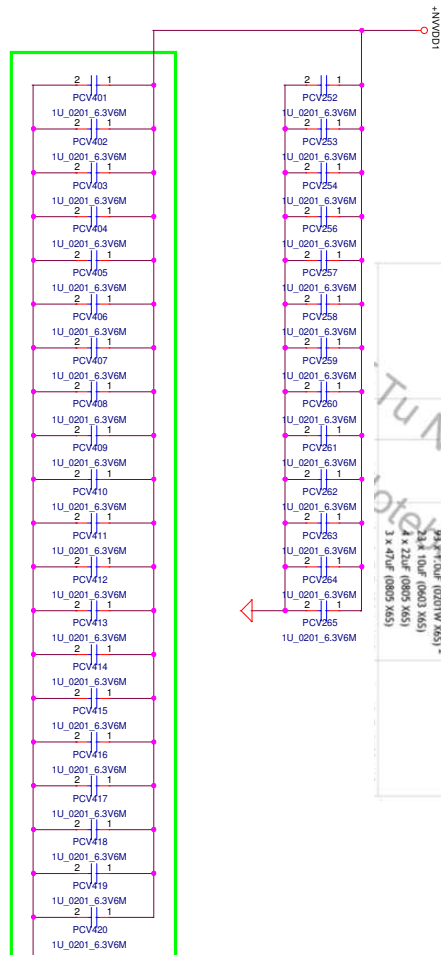 +NVVDD1
2 1
PCV401
1U_0201_6.3V6M
2 1
PCV402
1U_0201_6.3V6M
2 1
PCV403
1U_0201_6.3V6M
2 1
PCV404
1U_0201_6.3V6M
2 1
PCV405
1U_0201_6.3V6M
2 1
PCV406
1U_0201_6.3V6M
2 1
PCV407
1U_0201_6.3V6M
2 1
PCV408
1U_0201_6.3V6M
2 1
PCV409
1U_0201_6.3V6M
2 1
PCV410
1U_0201_6.3V6M
2 1
PCV411
1U_0201_6.3V6M
2 1
PCV412
1U_0201_6.3V6M
2 1
PCV413
1U_0201_6.3V6M
2 1
PCV414
1U_0201_6.3V6M
2 1
PCV415
1U_0201_6.3V6M
2 1
PCV416
1U_0201_6.3V6M
2 1
PCV417
1U_0201_6.3V6M
2 1
PCV418
1U_0201_6.3V6M
2 1
PCV419
1U_0201_6.3V6M
2 1
PCV420
1U_0201_6.3V6M
2 1
PCV252
1U_0201_6.3V6M
2 1
PCV253
1U_0201_6.3V6M
2 1
PCV254
1U_0201_6.3V6M
2 1
PCV256
1U_0201_6.3V6M
2 1
PCV257
1U_0201_6.3V6M
2 1
PCV258
1U_0201_6.3V6M
2 1
PCV259
1U_0201_6.3V6M
2 1
PCV260
1U_0201_6.3V6M
2 1
PCV261
1U_0201_6.3V6M
2 1
PCV262
1U_0201_6.3V6M
2 1
PCV263
1U_0201_6.3V6M
2 1
PCV264
1U_0201_6.3V6M
2 1
PCV265
1U_0201_6.3V6M
Tu N
(0201W X6S)
10uF (0603 X6S)
4 x 22uF (0805 X6S)
3 x 47uF (0805 X6S)